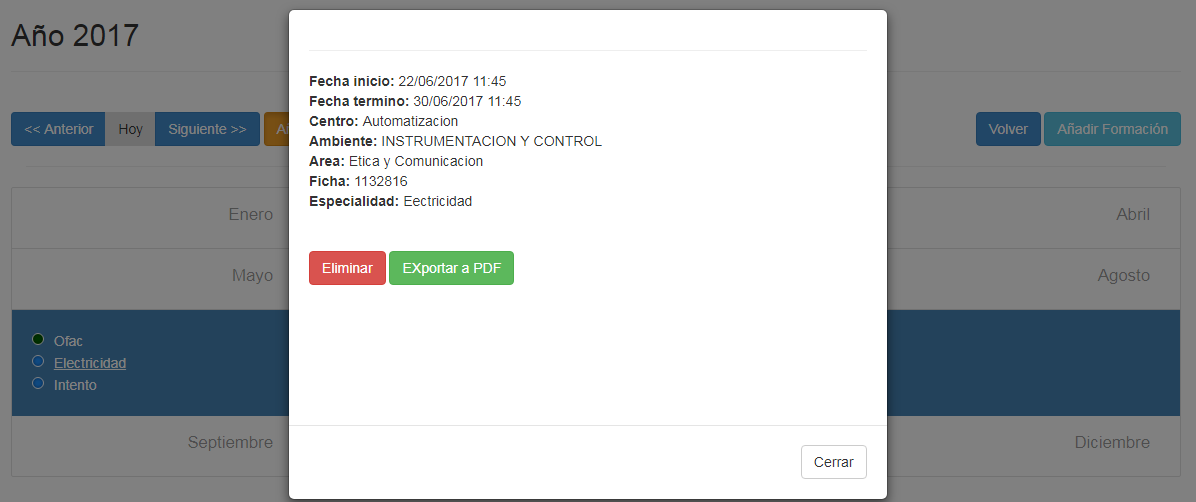 Año 2017
Fecha inicio: 22/06/2017 11:45
Fecha termino: 30/06/2017 11:45
Centro: Automatizacion
Ambiente: INSTRUMENTACION Y CONTROL
Area: Etica y Comunicacion
Ficha: 1132816
Especialidad: Eectricidad
Eliminar EXportar a PDF
Cerrar
<< Anterior Hoy Siguiente >> Volver Añadir Formación
Enero Abril
Mayo Agosto
Ofac
Electricidad
Intento
Septiembre Diciembre